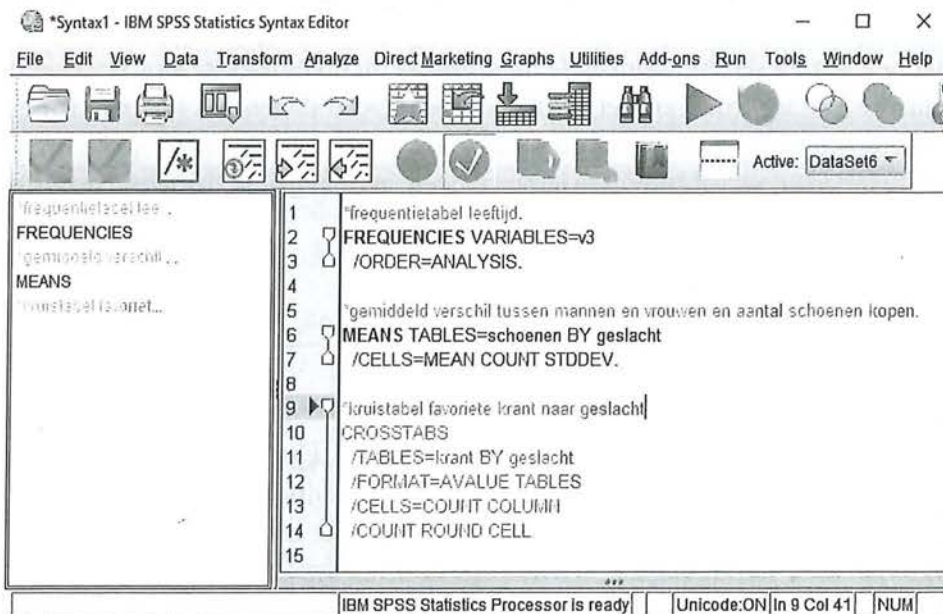 *Syntax1 - IBM SPSS Statistics Syntax Editor
File Edit View Data Transform Analyze Direct Marketing Graphs Utilities Add-ons Run Tools Window Help
Active: DataSet6
FREQUENCIES
MEANS
1 *frequentietabel leeftijd.
2 FREQUENCIES VARIABLES=v3
3 /ORDER=ANALYSIS.
4
5 *gemiddeld verschil tussen mannen en vrouwen en aantal schoenen kopen.
6 MEANS TABLES=schoenen BY geslacht
7 /CELLS=MEAN COUNT STDDEV.
8
9 *kruistabel favoriete krant naar geslacht
10 CROSSTABS
11 /TABLES=krant BY geslacht
12 /FORMAT=AVALUE TABLES
13 /CELLS=COUNT COLUMN
14 /COUNT ROUND CELL
15
IBM SPSS Statistics Processor is ready Unicode:ON In 9 Col 41 NUM